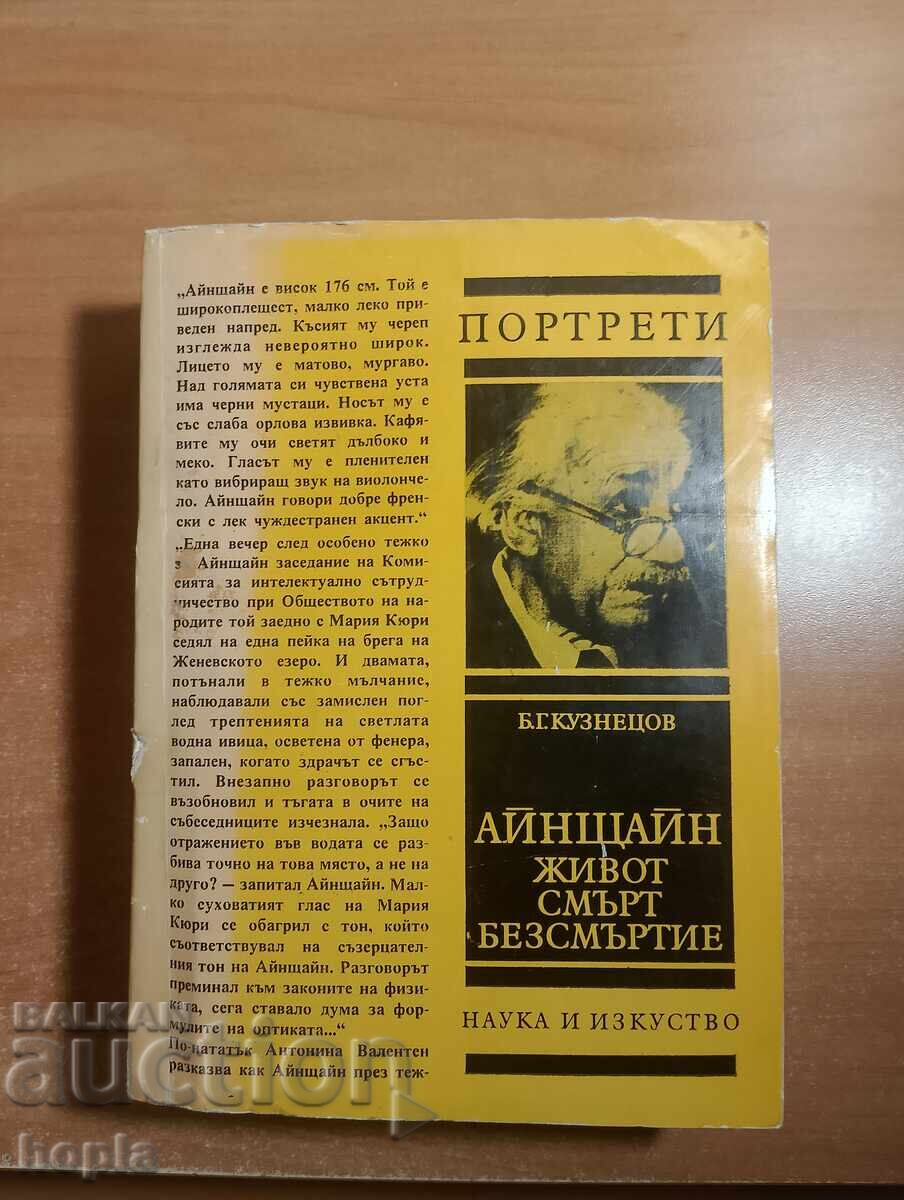 „Айншайн е висок 176 см. Той е
широкоплещест, малко леко при-
веден напред. Късият му череп
изглежда невероятно широк.
Лицето му е матово, мургаво.
Над голямата си чувствена уста
има черни мустаци. Носът му е
със слаба орлова извивка. Кафя-
вите му очи светят дълбоко и
меко. Гласът му е пленителен
като вибриращ звук на виолонче-
ло. Айншайн говори добре френ-
ски с лек чуждестранен акцент.“
„Една вечер след особено тежко
з Айншайн заседание на Коми-
сията за интелектуално сътруд-
ничество при Обществото на на-
родите той заедно с Мария Кюри
седял на една пейка на брега на
Женевското езеро. И двамата,
потънали в тежко мълчание,
наблюдавали със замислен пог-
лед трептенията на светлата
водна ивица, осветена от фенера,
запален, когато здрачът се сгъс-
тил. Внезапно разговорът се
възобновил и тъгата в очите на
събеседниците изчезнала. „Защо
отражението във водата се раз-
бива точно на това място, а не на
друго? — запитал Айншайн. Мал-
ко суховатият глас на Мария
Кюри се обагрил с тон, който
съответствувал на съзерцател-
ния тон на Айншайн. Разговорът
преминал към законите на физи-
ката, сега ставало дума за фор-
мулите на оптиката...“
По-нататък Антонина Валентен
разказва как Айншайн през теж-
ПОРТРЕТИ
Б.Г.КУЗНЕЦОВ
АЙНЩАЙН
ЖИВОТ
СМЪРТ
БЕЗСМЪРТИЕ
НАУКА И ИЗКУСТВО
BALKAN
auction
hopla